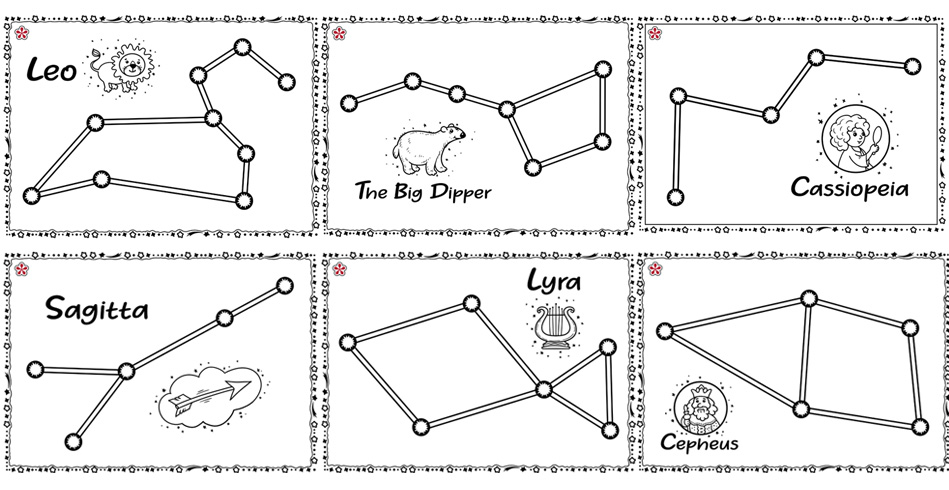 Leo
The Big Dipper
Cassiopeia
Sagitta
Lyra
Cepheus